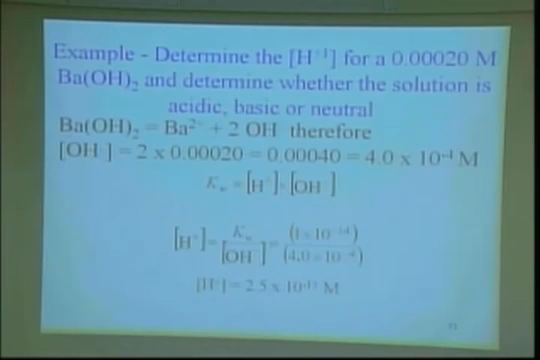 Example - Determine the [H⁺¹] for a 0.00020 M
Ba(OH)₂ and determine whether the solution is
acidic, basic or neutral
Ba(OH)₂ = Ba²⁺ + 2 OH⁻ therefore
[OH⁻] = 2 x 0.00020 = 0.00040 = 4.0 x 10⁻⁴ M
K_w = [H⁺]·[OH⁻]
[H⁺] = K_w / [OH⁻] = (1×10⁻¹⁴) / (4.0×10⁻⁴)
[H⁺] = 2.5 x 10⁻¹¹ M